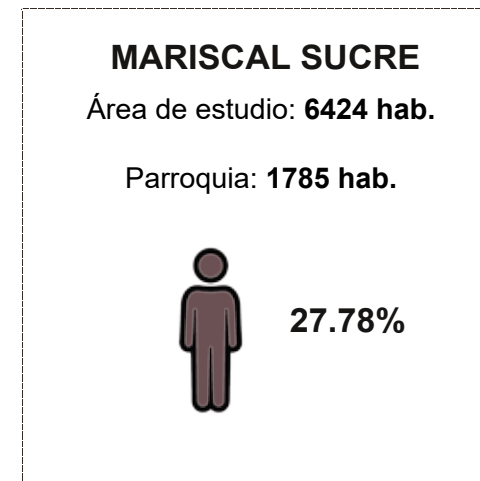 MARISCAL SUCRE
Área de estudio: 6424 hab.
Parroquia: 1785 hab.
27.78%